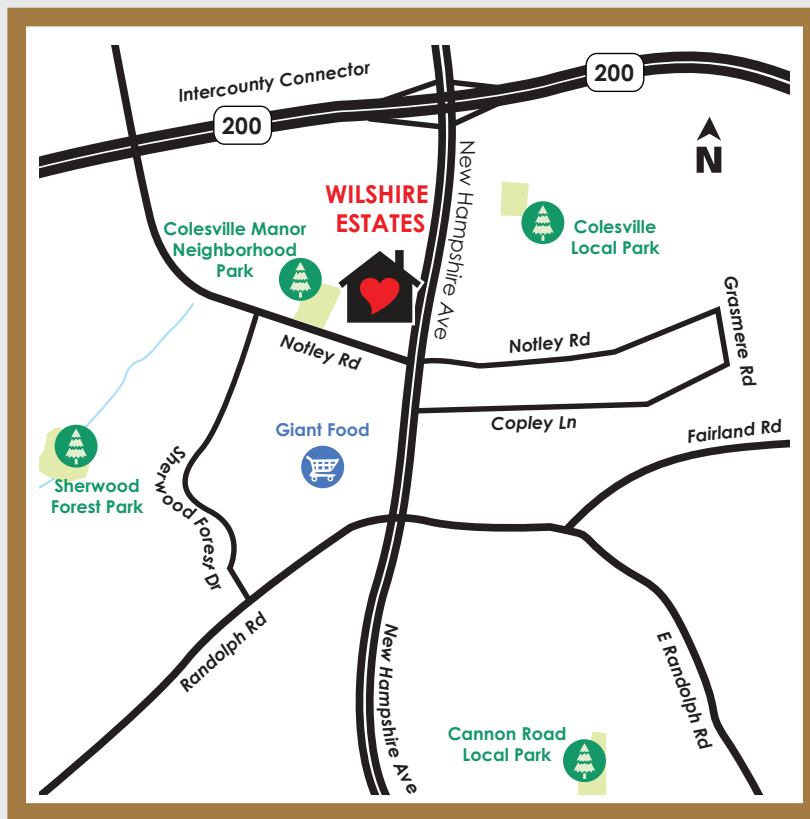 Intercounty Connector
200
200
N
New Hampshire Ave
WILSHIRE
ESTATES
Colesville Manor
Neighborhood
Park
Colesville
Local Park
Grasmere Rd
Notley Rd
Notley Rd
Copley Ln
Giant Food
Fairland Rd
Sherwood
Forest Park
Sherwood Forest Dr
Randolph Rd
New Hampshire Ave
E Randolph Rd
Cannon Road
Local Park